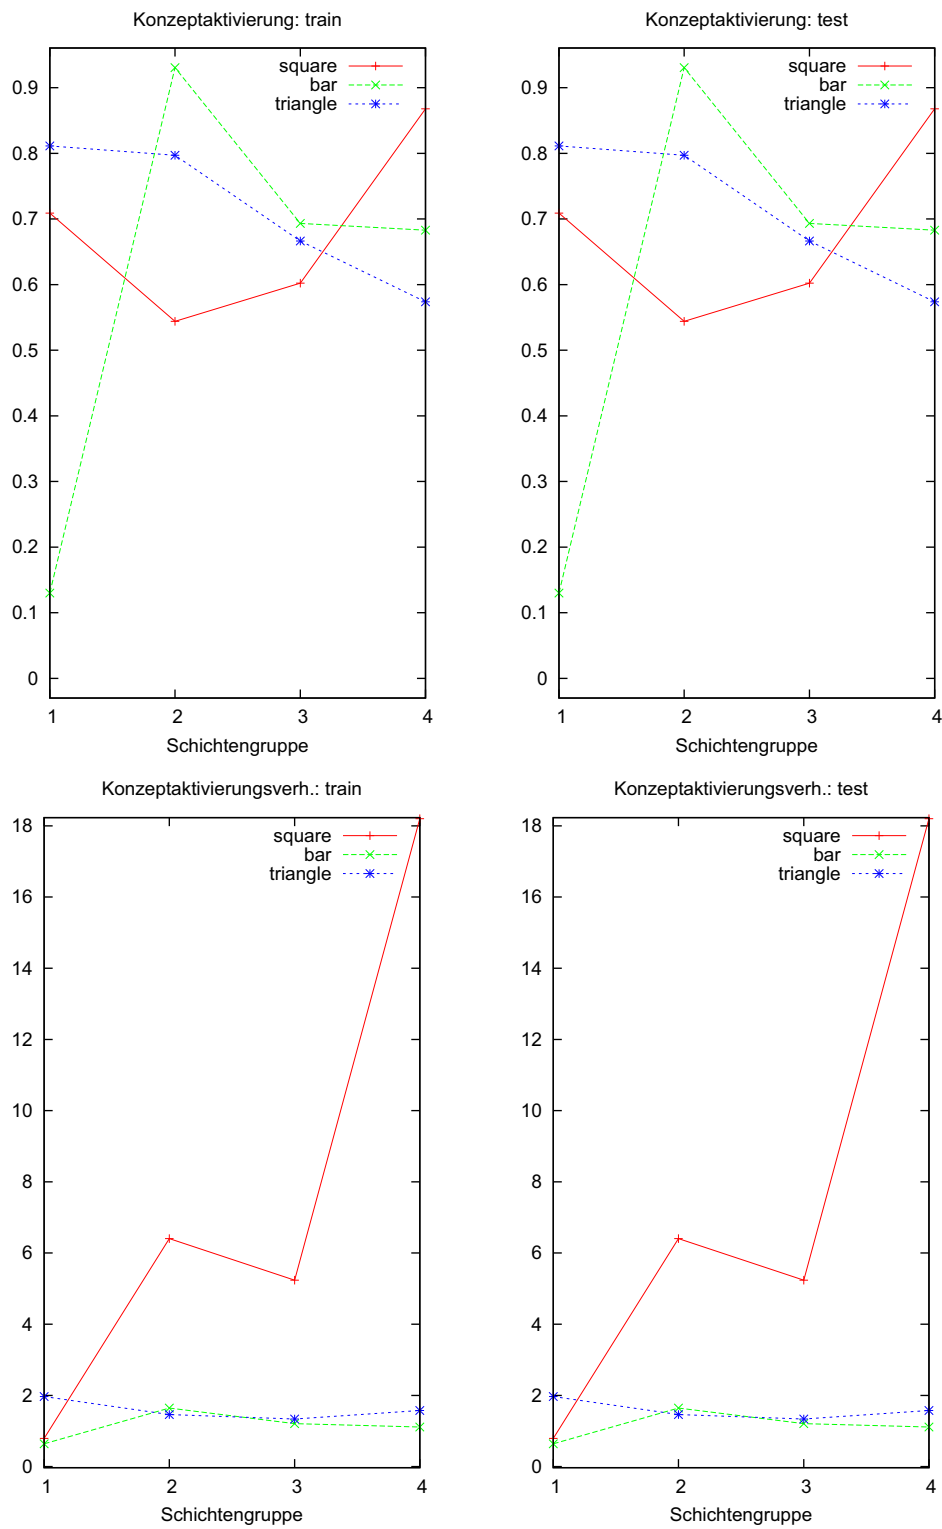 Konzeptaktivierung: train
square
bar
triangle
0.9
0.8
0.7
0.6
0.5
0.4
0.3
0.2
0.1
0
1 2 3 4
Schichtengruppe
Konzeptaktivierung: test
square
bar
triangle
0.9
0.8
0.7
0.6
0.5
0.4
0.3
0.2
0.1
0
1 2 3 4
Schichtengruppe
Konzeptaktivierungsverh.: train
square
bar
triangle
18
16
14
12
10
8
6
4
2
0
1 2 3 4
Schichtengruppe
Konzeptaktivierungsverh.: test
square
bar
triangle
18
16
14
12
10
8
6
4
2
0
1 2 3 4
Schichtengruppe